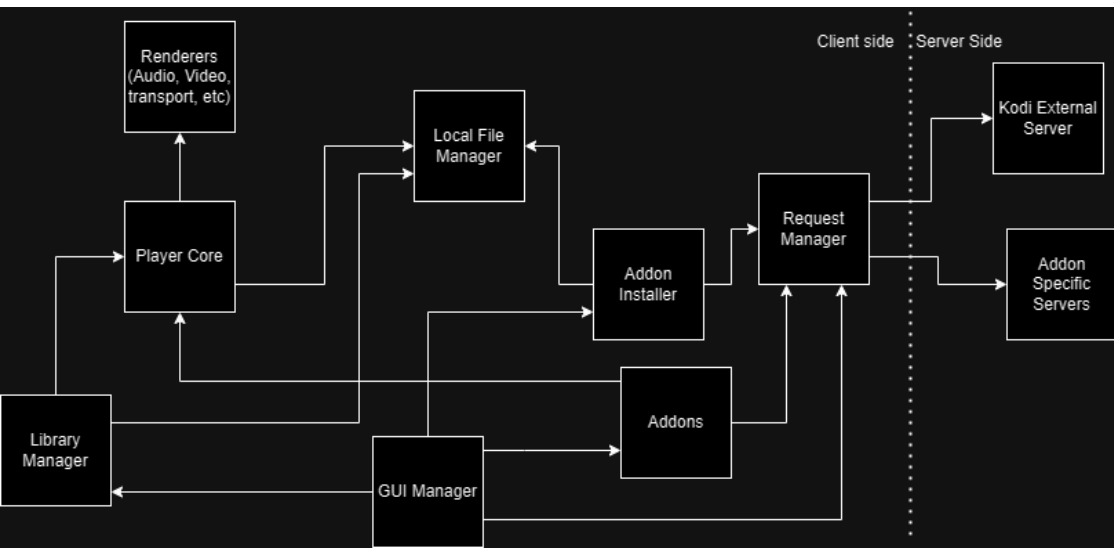 Client side
Server Side
Renderers
(Audio, Video,
transport, etc)
Local File
Manager
Kodi External
Server
Player Core
Request
Manager
Addon
Installer
Addon
Specific
Servers
Library
Manager
Addons
GUI Manager